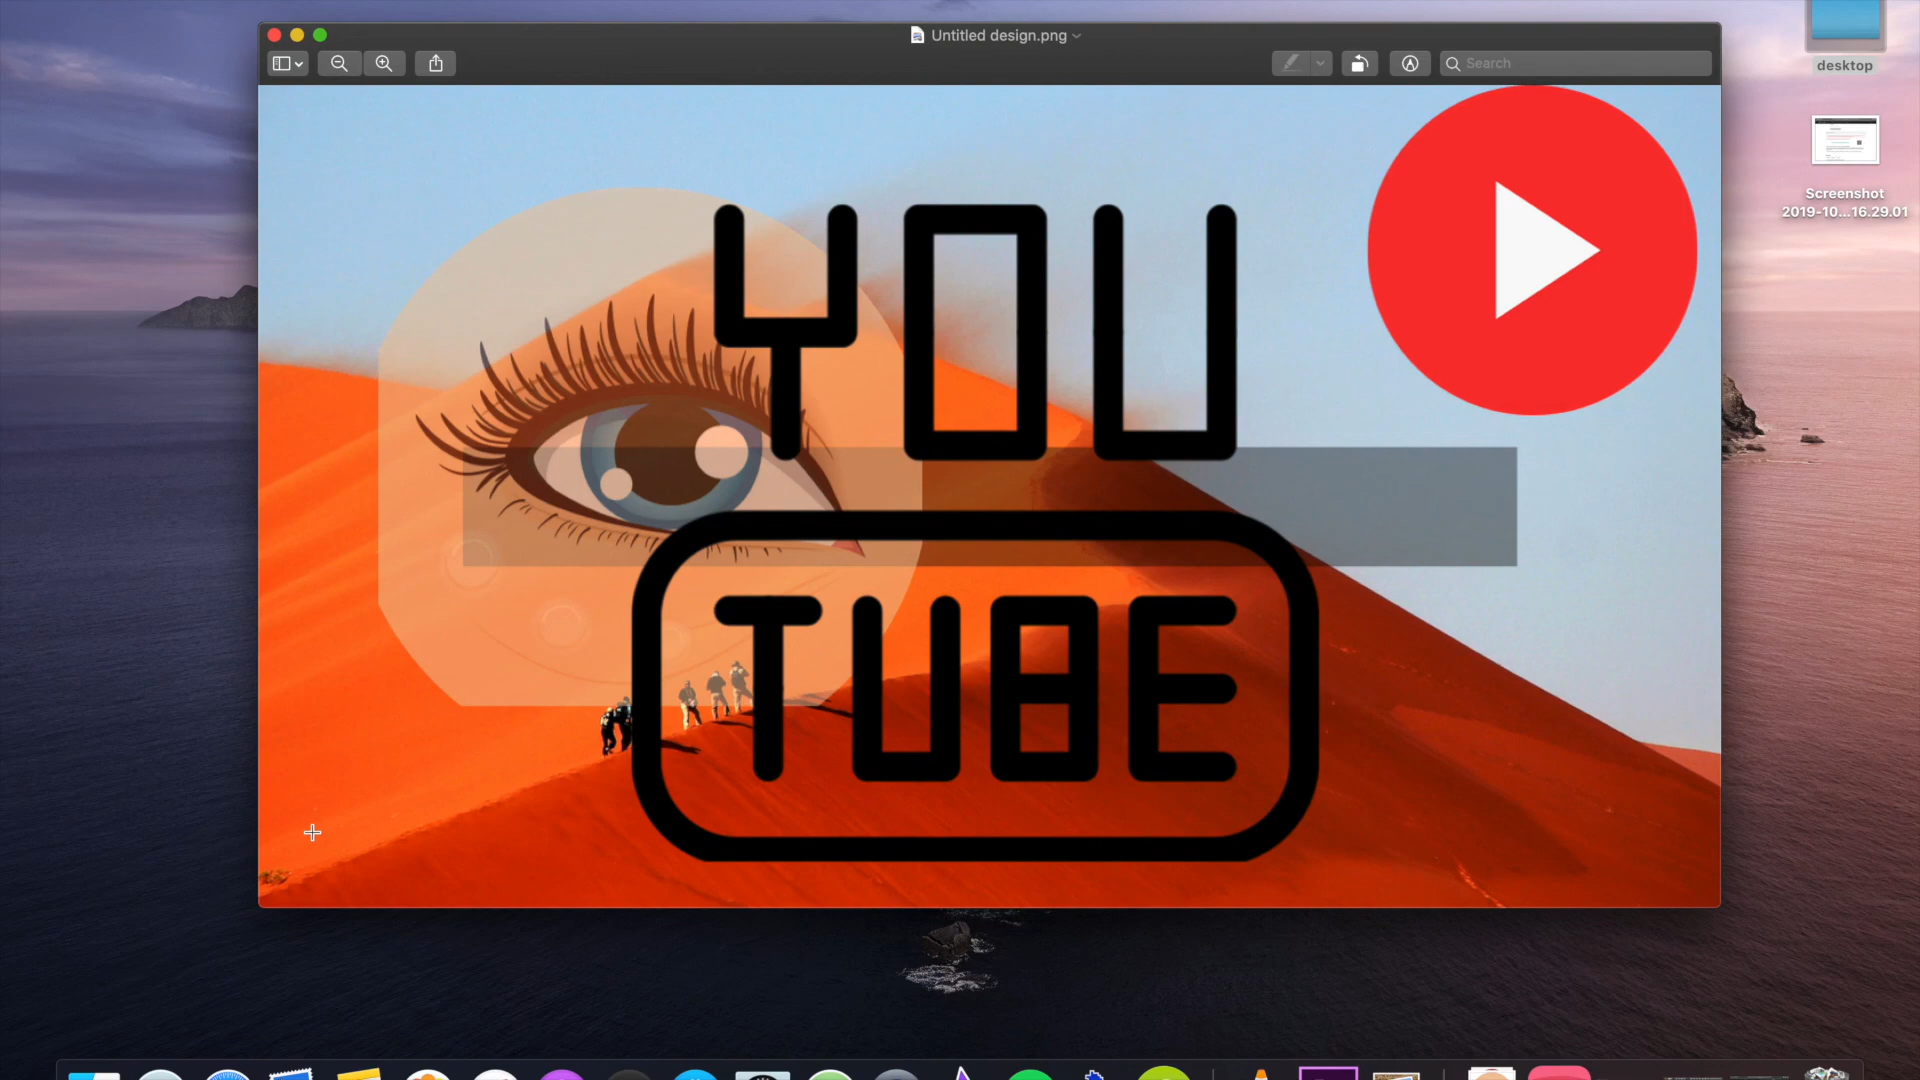 Untitled design.png
Search
desktop
Screenshot
2019-10...16.29.01
YOU
TUBE